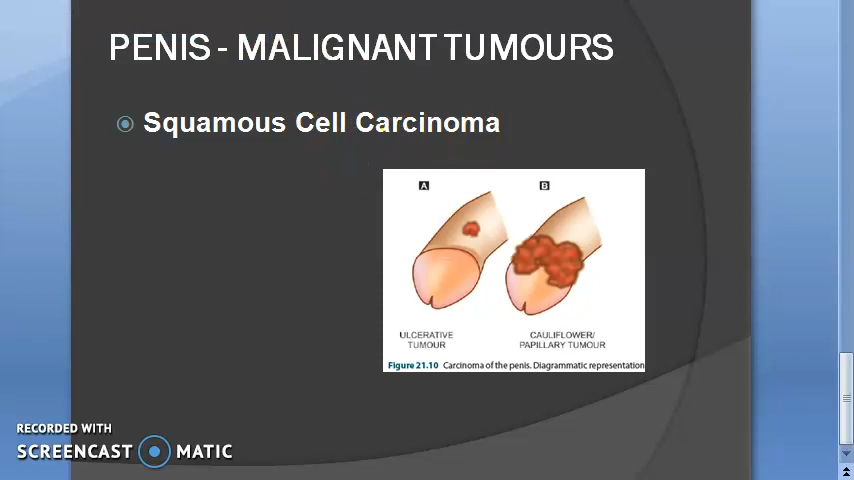 PENIS - MALIGNANT TUMOURS
Squamous Cell Carcinoma
A B
ULCERATIVE
TUMOUR
CAULIFLOWER/
PAPILLARY TUMOUR
Figure 21.10 Carcinoma of the penis. Diagrammatic representation
RECORDED WITH
SCREENCAST MATIC